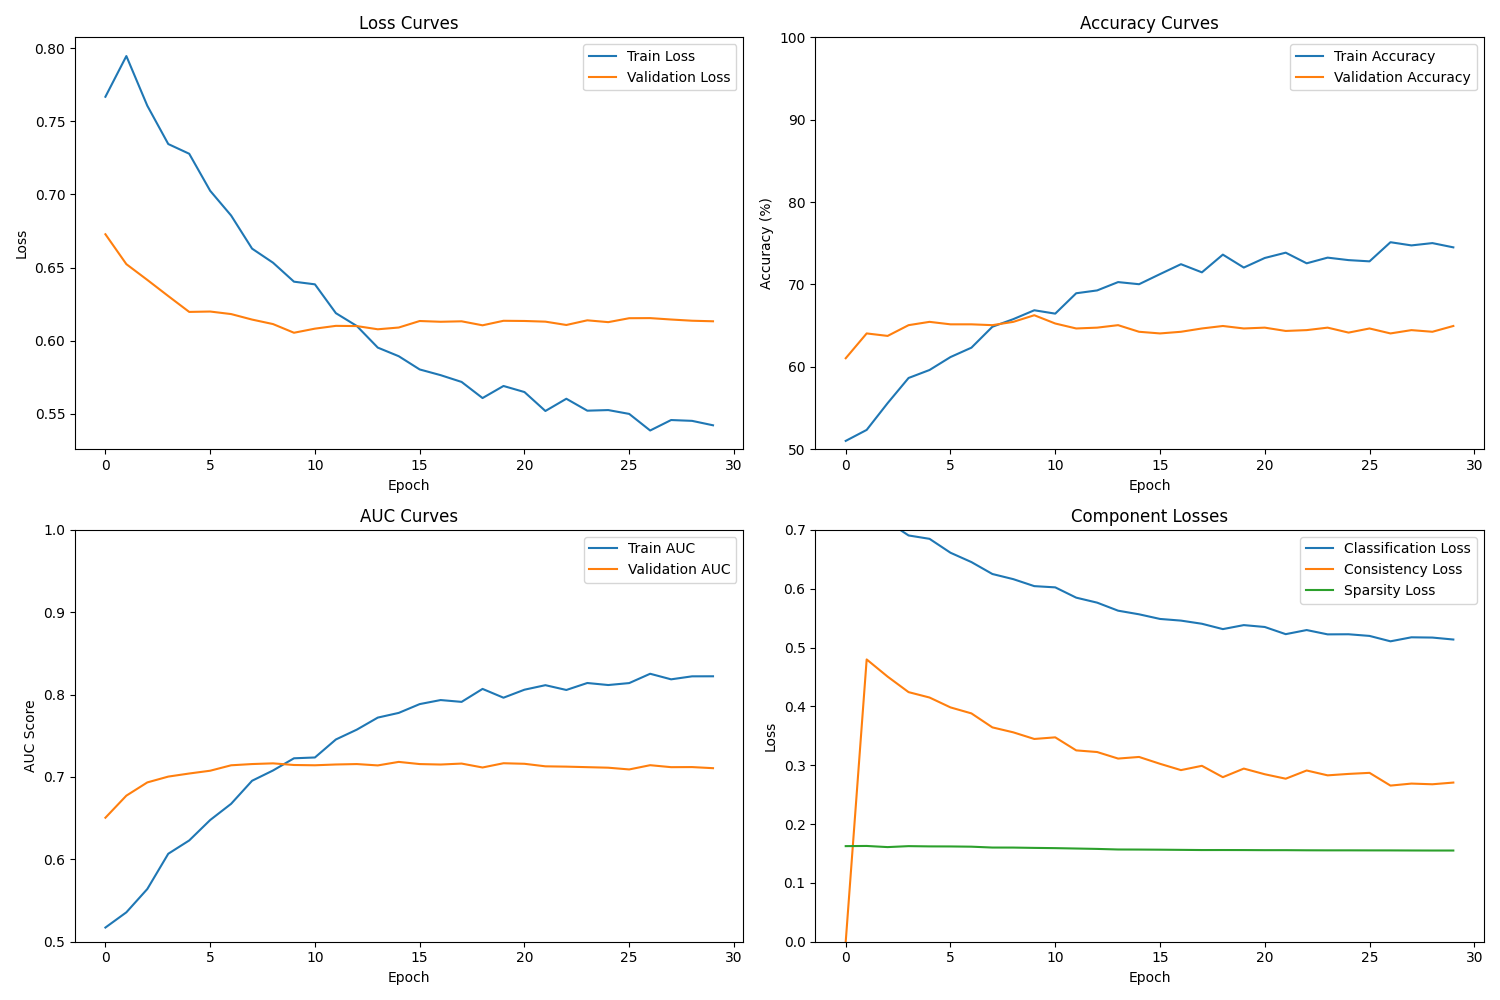 Loss Curves
Train Loss
Validation Loss
Loss
0.80
0.75
0.70
0.65
0.60
0.55
0 5 10 15 20 25 30
Epoch
Accuracy Curves
Train Accuracy
Validation Accuracy
Accuracy (%)
100
90
80
70
60
50
0 5 10 15 20 25 30
Epoch
AUC Curves
Train AUC
Validation AUC
AUC Score
1.0
0.9
0.8
0.7
0.6
0.5
0 5 10 15 20 25 30
Epoch
Component Losses
Classification Loss
Consistency Loss
Sparsity Loss
Loss
0.7
0.6
0.5
0.4
0.3
0.2
0.1
0.0
0 5 10 15 20 25 30
Epoch